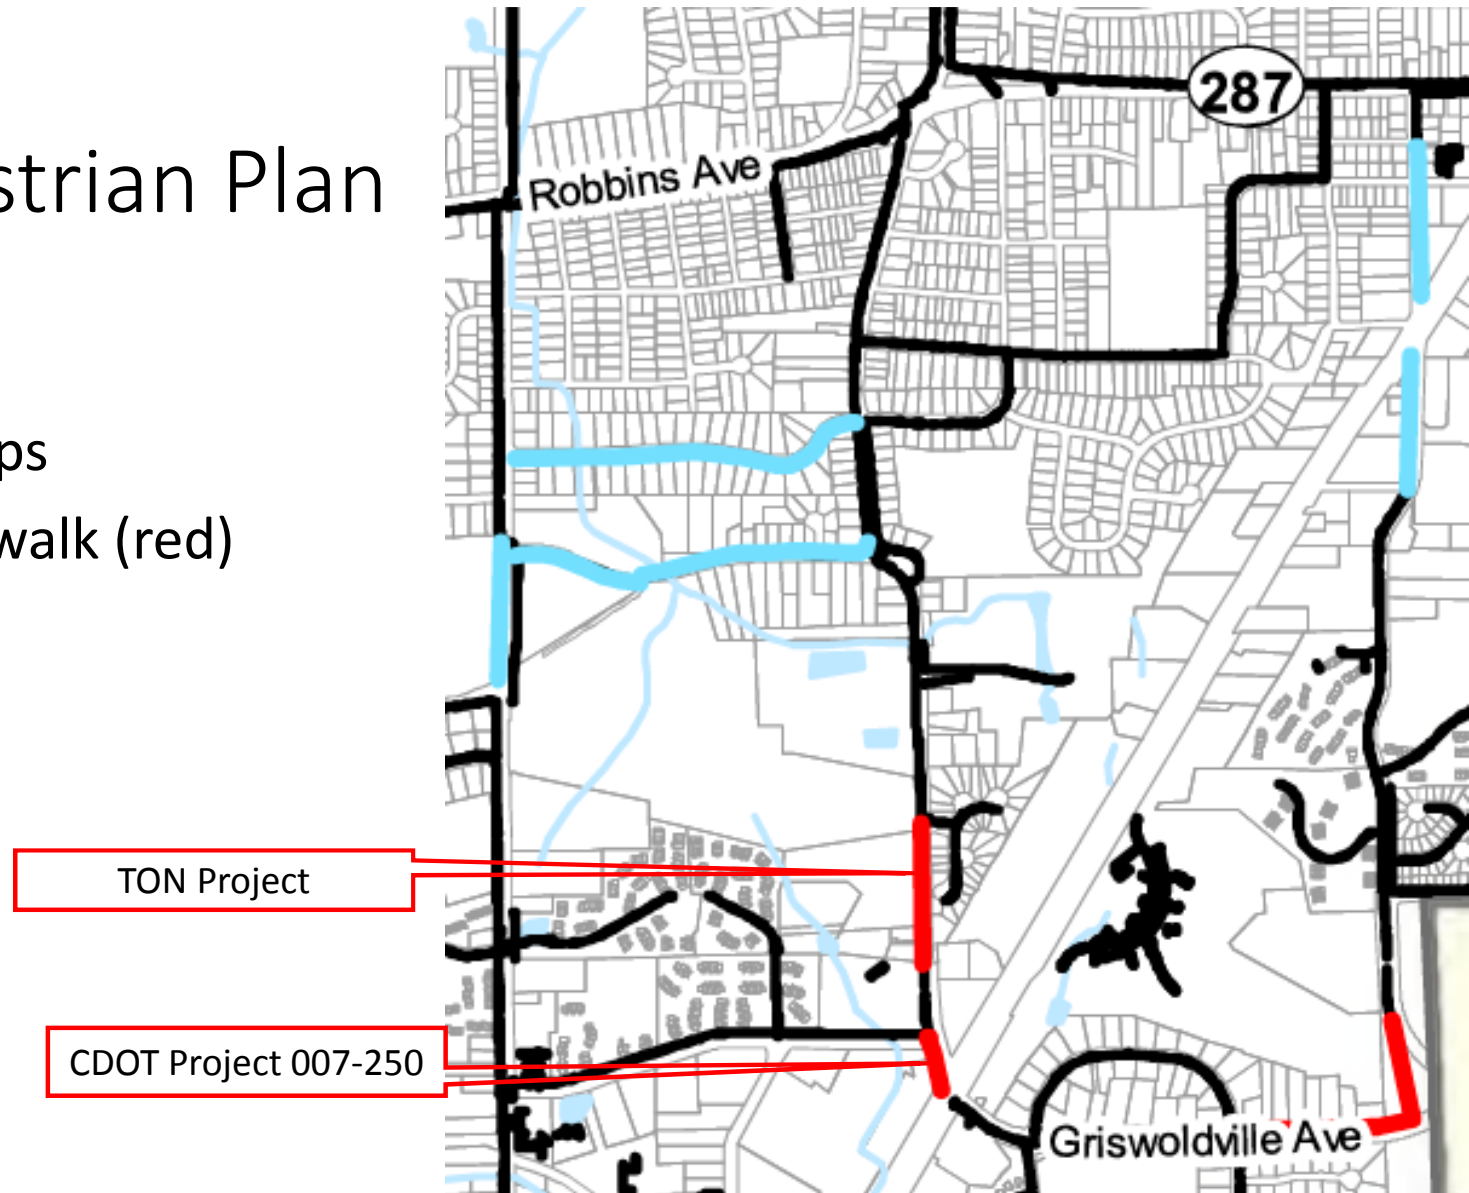 strian Plan
ps
walk (red)
287
Robbins Ave
TON Project
CDOT Project 007-250
Griswoldville Ave